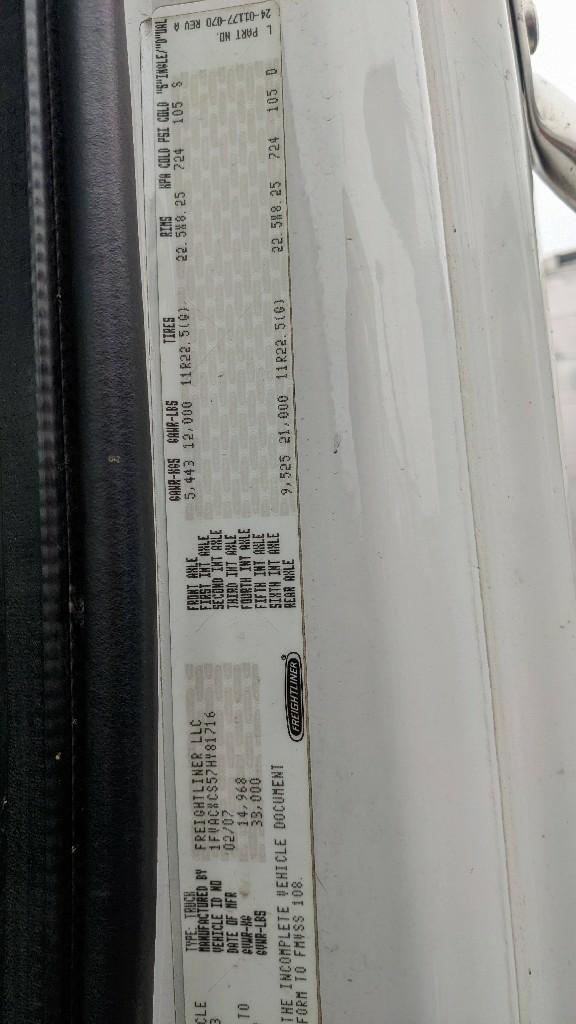 CLE
TYPE: TRUCK
MANUFACTURED BY FREIGHTLINER LLC
VEHICLE ID NO 1FVACXCS57HY81716
DATE OF MFR 02/07
GVWR-KG 14,968
GVWR-LBS 33,000
TO
THE INCOMPLETE VEHICLE DOCUMENT
FORM TO FMVSS 108.
FREIGHTLINER
GAWR-KGS GAWR-LBS TIRES RIMS KPA COLD PSI COLD "S"INGLE/"D"UAL
FRONT AXLE 5,443 12,000 11R22.5(G) 22.5X8.25 724 105 S
FIRST INT AXLE
SECOND INT AXLE
THIRD INT AXLE
FOURTH INT AXLE
FIFTH INT AXLE
SIXTH INT AXLE
REAR AXLE 9,525 21,000 11R22.5(G) 22.5X8.25 724 105 D
L PART NO.
24-01177-070 REV A